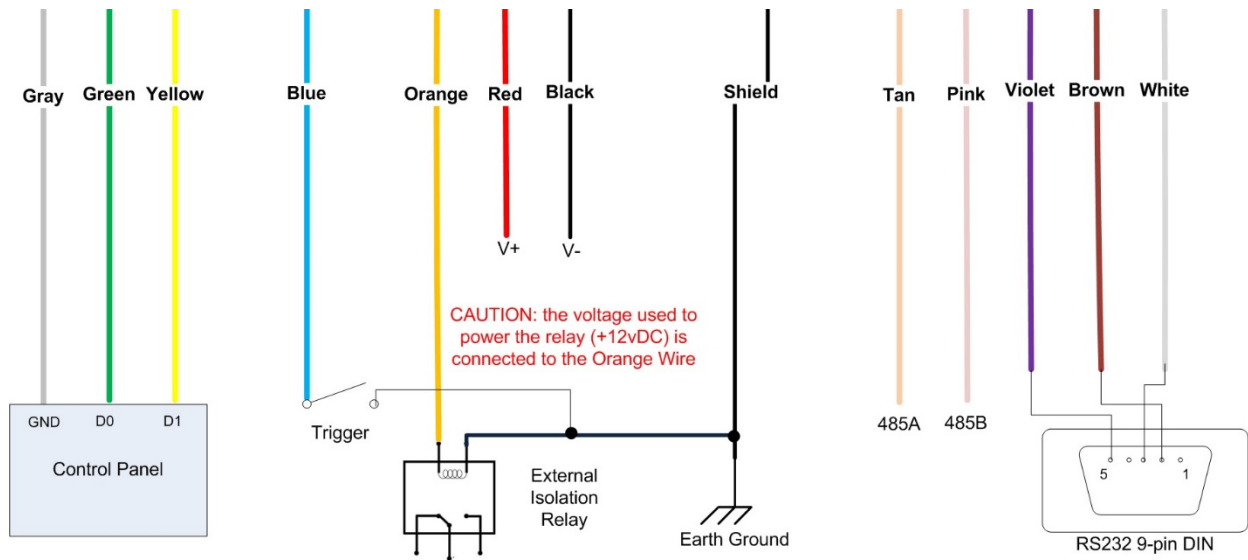 Gray
Green
Yellow
Blue
Orange
Red
Black
Shield
Tan
Pink
Violet
Brown
White
V+
V-
CAUTION: the voltage used to
power the relay (+12vDC) is
connected to the Orange Wire
GND
D0
D1
Control Panel
Trigger
External
Isolation
Relay
Earth Ground
485A
485B
5
1
RS232 9-pin DIN